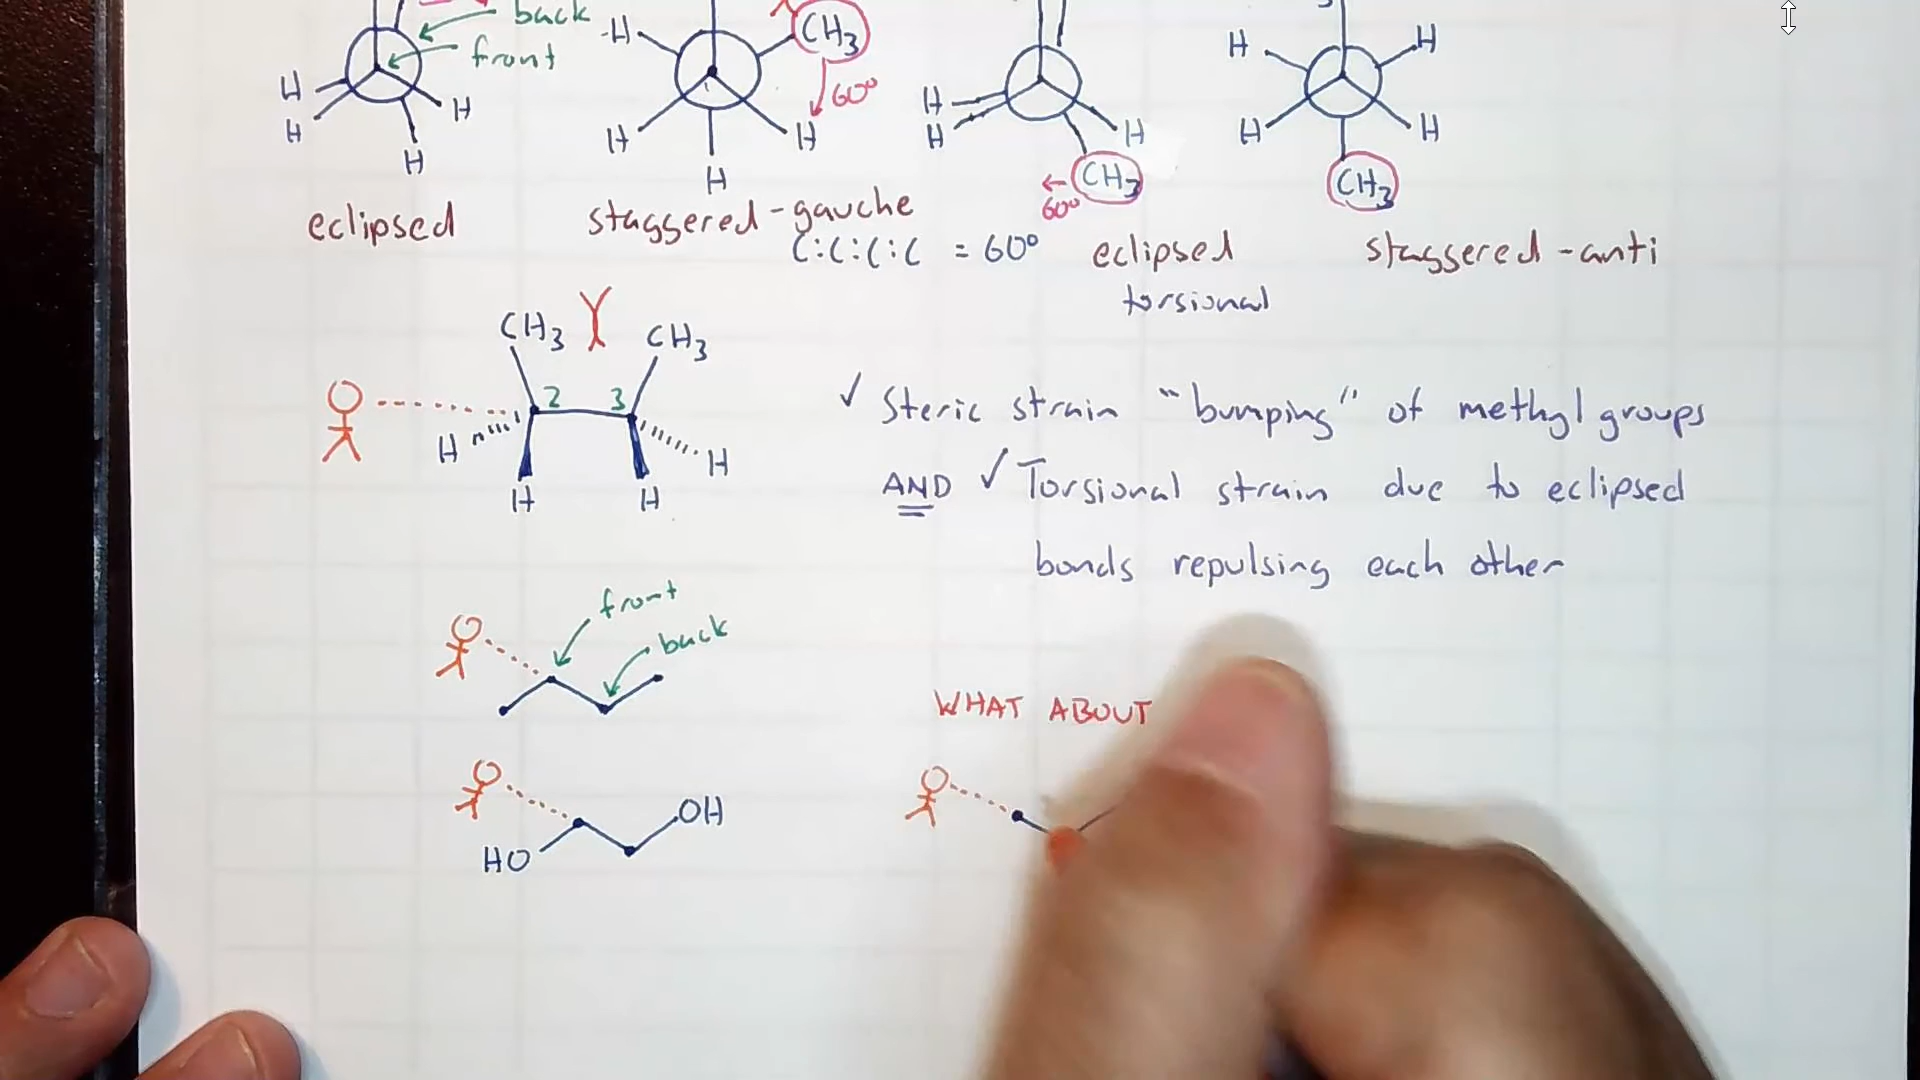 back
front
H
H
H
H
H
CH3
60°
H
H
H
H
H
H
CH3
60°
H
H
H
H
CH3
eclipsed
staggered-gauche
C:C:C:C = 60°
eclipsed
torsional
staggered-anti
CH3
CH3
2
3
H
H
H
H
✓ Steric strain "bumping" of methyl groups
AND ✓ Torsional strain due to eclipsed
bonds repulsing each other
front
back
HO
OH
WHAT ABOUT